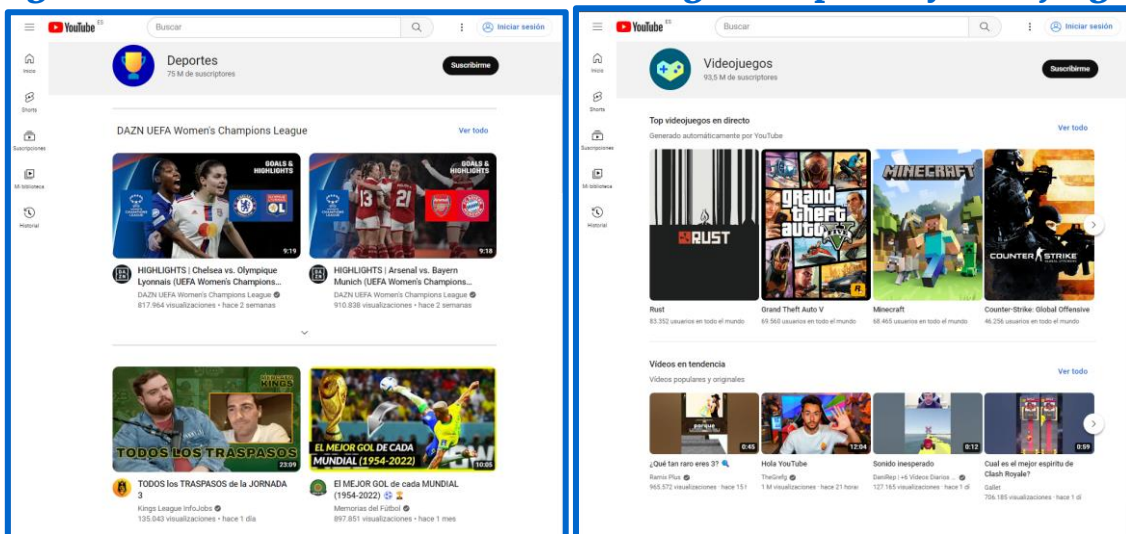 YouTube ES
Buscar
Iniciar sesión
Inicio
Shorts
Suscripciones
Mi biblioteca
Historial
Deportes
75 M de suscriptores
Suscribirme
DAZN UEFA Women's Champions League
Ver todo
GOALS &
HIGHLIGHTS
9:19
GOALS &
HIGHLIGHTS
9:18
HIGHLIGHTS | Chelsea vs. Olympique
Lyonnais (UEFA Women's Champions...
DAZN UEFA Women's Champions League
817.964 visualizaciones • hace 2 semanas
HIGHLIGHTS | Arsenal vs. Bayern
Munich (UEFA Women's Champions...
DAZN UEFA Women's Champions League
910.838 visualizaciones • hace 2 semanas
KINGS
TODOS LOS TRASPASOS
23:09
EL MEJOR GOL DE CADA
MUNDIAL (1954-2022)
10:05
TODOS los TRASPASOS de la JORNADA
3
Kings League InfoJobs
135.043 visualizaciones • hace 1 día
El MEJOR GOL de cada MUNDIAL
(1954-2022)
Memorias del Fútbol
897.851 visualizaciones • hace 1 mes
YouTube ES
Buscar
Iniciar sesión
Inicio
Shorts
Suscripciones
Mi biblioteca
Historial
Videojuegos
93,5 M de suscriptores
Suscribirme
Top videojuegos en directo
Generado automáticamente por YouTube
Ver todo
RUST
grand
theft
auto V
MINECRAFT
COUNTER STRIKE
Rust
83.352 usuarios en todo el mundo
Grand Theft Auto V
69.560 usuarios en todo el mundo
Minecraft
68.465 usuarios en todo el mundo
Counter-Strike: Global Offensive
46.256 usuarios en todo el mundo
Vídeos en tendencia
Vídeos populares y originales
Ver todo
porque
0:45
12:04
0:12
0:59
¿Qué tan raro eres 3?
Ramix Plus
965.572 visualizaciones · hace 15 l
Hola YouTube
TheGrefg
1 M visualizaciones · hace 21 horas
Sonido inesperado
DaniRep | +6 Vídeos Diarios ...
127.165 visualizaciones · hace 1 dí
Cual es el mejor espiritu de
Clash Royale?
Gallet
706.185 visualizaciones · hace 1 dí